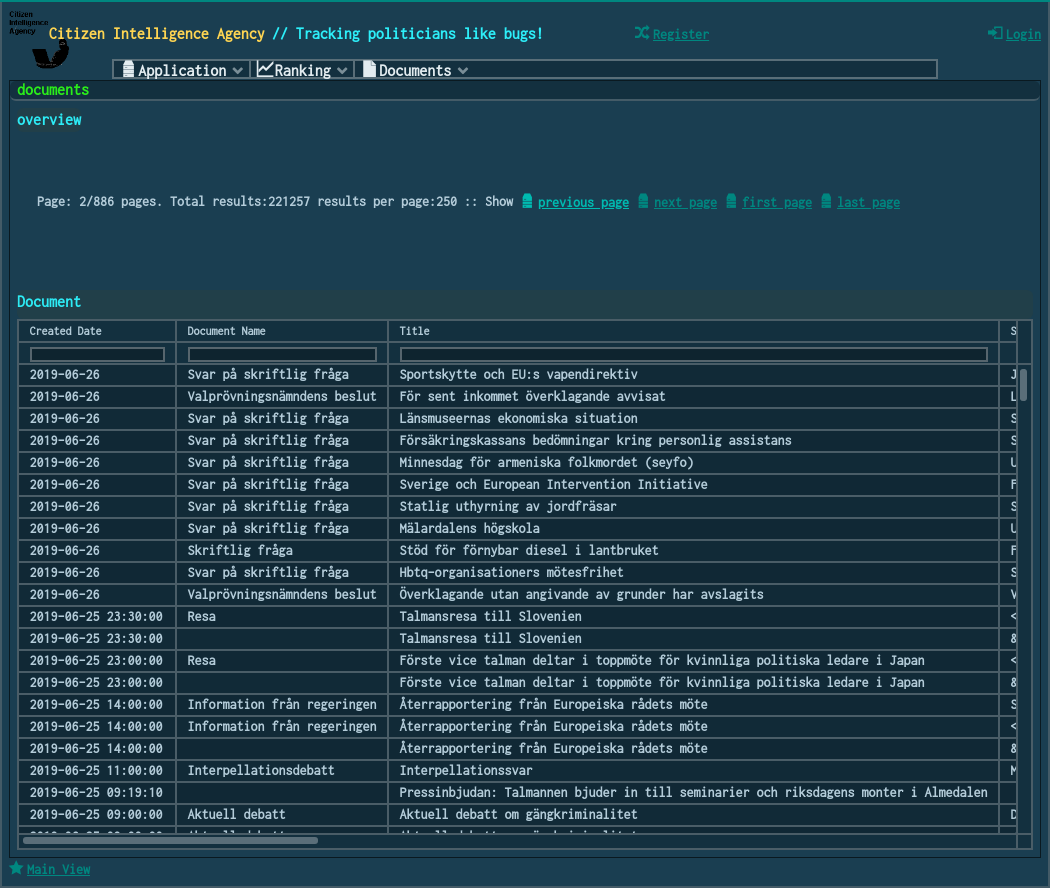 Citizen
Intelligence
Agency
Citizen Intelligence Agency // Tracking politicians like bugs!
Register
Login
Application Ranking Documents
documents
overview
Page: 2/886 pages. Total results:221257 results per page:250 :: Show previous page next page first page last page
Document
Created Date Document Name Title S
2019-06-26 Svar på skriftlig fråga Sportskytte och EU:s vapendirektiv J
2019-06-26 Valprövningsnämndens beslut För sent inkommet överklagande avvisat L
2019-06-26 Svar på skriftlig fråga Länsmuseernas ekonomiska situation S
2019-06-26 Svar på skriftlig fråga Försäkringskassans bedömningar kring personlig assistans S
2019-06-26 Svar på skriftlig fråga Minnesdag för armeniska folkmordet (seyfo) U
2019-06-26 Svar på skriftlig fråga Sverige och European Intervention Initiative F
2019-06-26 Svar på skriftlig fråga Statlig uthyrning av jordfräsar S
2019-06-26 Svar på skriftlig fråga Mälardalens högskola U
2019-06-26 Skriftlig fråga Stöd för förnybar diesel i lantbruket F
2019-06-26 Svar på skriftlig fråga Hbtq-organisationers mötesfrihet S
2019-06-26 Valprövningsnämndens beslut Överklagande utan angivande av grunder har avslagits V
2019-06-25 23:30:00 Resa Talmansresa till Slovenien <
2019-06-25 23:30:00 Talmansresa till Slovenien &
2019-06-25 23:00:00 Resa Förste vice talman deltar i toppmöte för kvinnliga politiska ledare i Japan <
2019-06-25 23:00:00 Förste vice talman deltar i toppmöte för kvinnliga politiska ledare i Japan &
2019-06-25 14:00:00 Information från regeringen Återrapportering från Europeiska rådets möte S
2019-06-25 14:00:00 Information från regeringen Återrapportering från Europeiska rådets möte <
2019-06-25 14:00:00 Återrapportering från Europeiska rådets möte &
2019-06-25 11:00:00 Interpellationsdebatt Interpellationssvar M
2019-06-25 09:19:10 Pressinbjudan: Talmannen bjuder in till seminarier och riksdagens monter i Almedalen
2019-06-25 09:00:00 Aktuell debatt Aktuell debatt om gängkriminalitet D
Main View